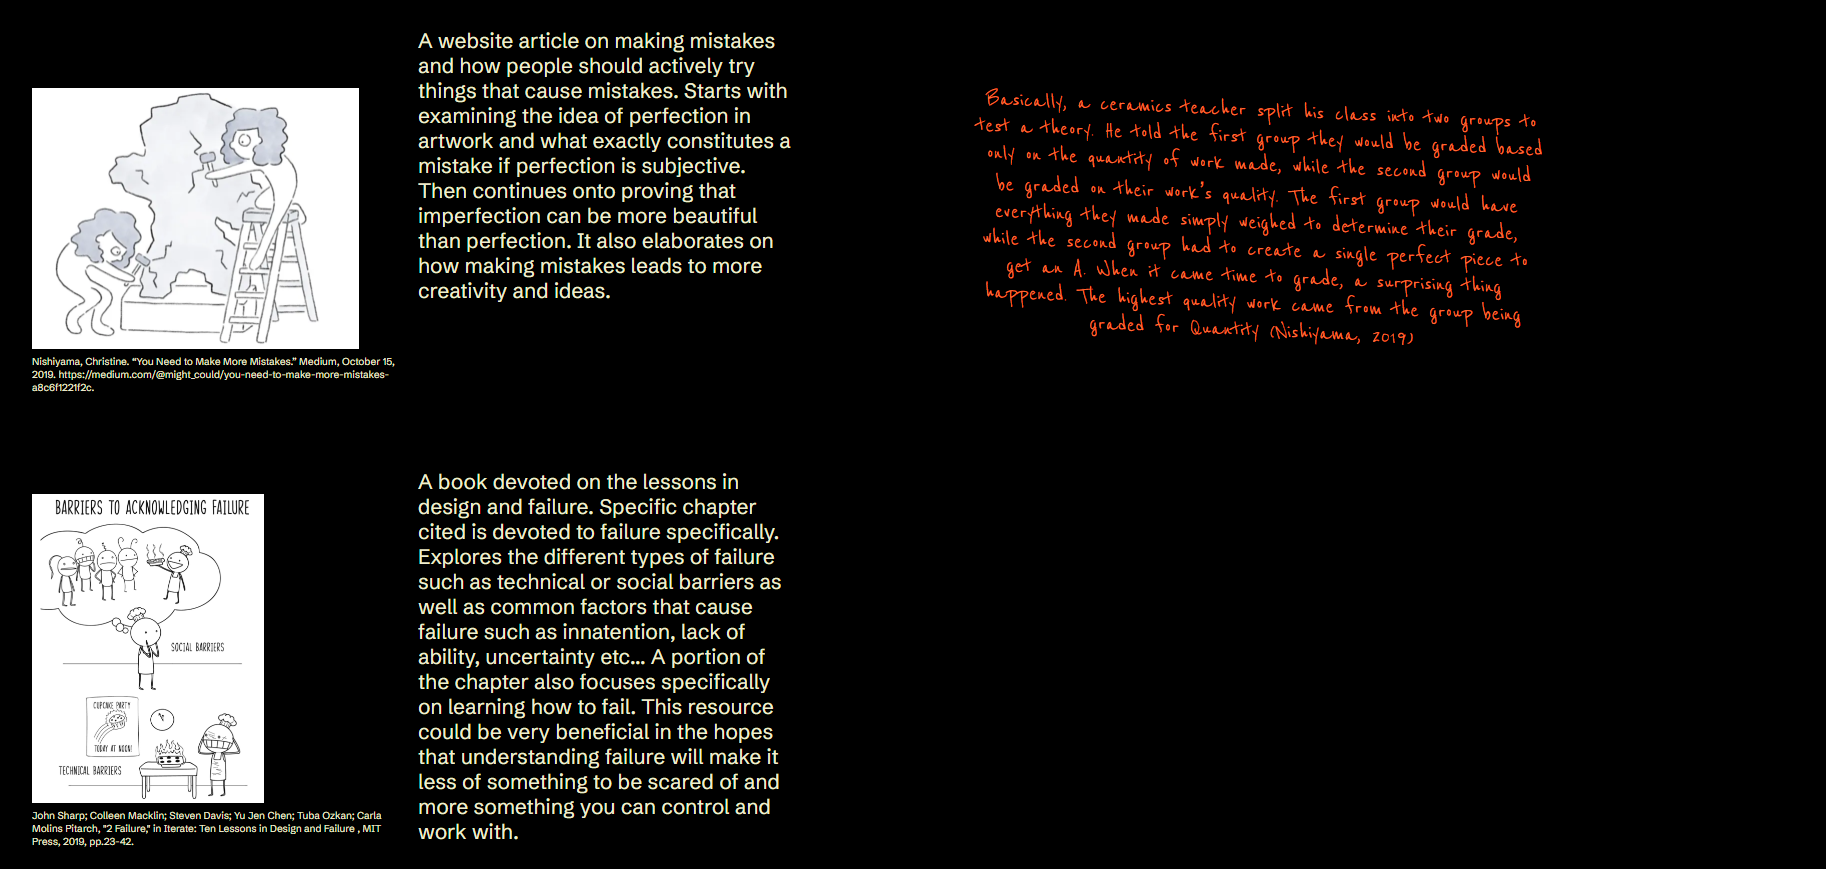 A website article on making mistakes
and how people should actively try
things that cause mistakes. Starts with
examining the idea of perfection in
artwork and what exactly constitutes a
mistake if perfection is subjective.
Then continues onto proving that
imperfection can be more beautiful
than perfection. It also elaborates on
how making mistakes leads to more
creativity and ideas.
Nishiyama, Christine. “You Need to Make More Mistakes.” Medium, October 15,
2019. https://medium.com/@might_could/you-need-to-make-more-mistakes-
a8c6f1221f2c.
Basically, a ceramics teacher split his class into two groups to
test a theory. He told the first group they would be graded based
only on the quantity of work made, while the second group would
be graded on their work's quality. The first group would have
everything they made simply weighed to determine their grade,
while the second group had to create a single perfect piece to
get an A. When it came time to grade, a surprising thing
happened. The highest quality work came from the group being
graded for Quantity (Nishiyama, 2019)
BARRIERS TO ACKNOWLEDGING FAILURE
SOCIAL BARRIERS
CUPCAKE PARTY
TODAY AT NOON!
TECHNICAL BARRIERS
John Sharp; Colleen Macklin; Steven Davis; Yu Jen Chen; Tuba Ozkan; Carla
Molins Pitarch, "2 Failure," in Iterate: Ten Lessons in Design and Failure , MIT
Press, 2019, pp.23-42.
A book devoted on the lessons in
design and failure. Specific chapter
cited is devoted to failure specifically.
Explores the different types of failure
such as technical or social barriers as
well as common factors that cause
failure such as innatention, lack of
ability, uncertainty etc... A portion of
the chapter also focuses specifically
on learning how to fail. This resource
could be very beneficial in the hopes
that understanding failure will make it
less of something to be scared of and
more something you can control and
work with.